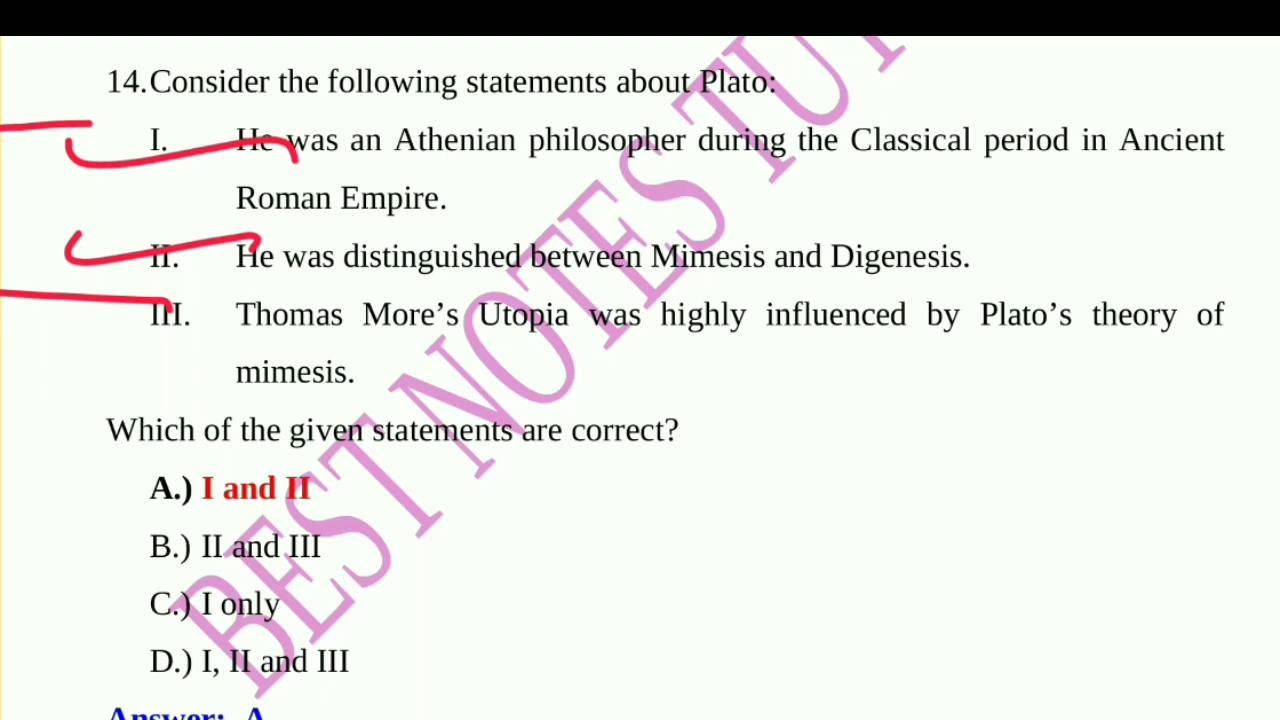 14. Consider the following statements about Plato:
I. He was an Athenian philosopher during the Classical period in Ancient
Roman Empire.
II. He was distinguished between Mimesis and Digenesis.
III. Thomas More’s Utopia was highly influenced by Plato’s theory of
mimesis.
Which of the given statements are correct?
A.) I and II
B.) II and III
C.) I only
D.) I, II and III
Answer: A
BEST NOTES TUT